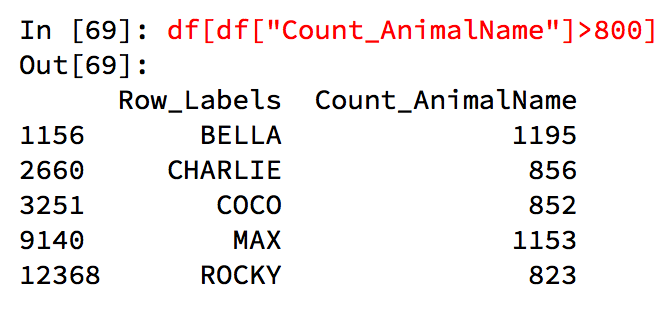 In [69]: df[df["Count_AnimalName"]>800]
Out[69]:
Row_Labels Count_AnimalName
1156 BELLA 1195
2660 CHARLIE 856
3251 COCO 852
9140 MAX 1153
12368 ROCKY 823